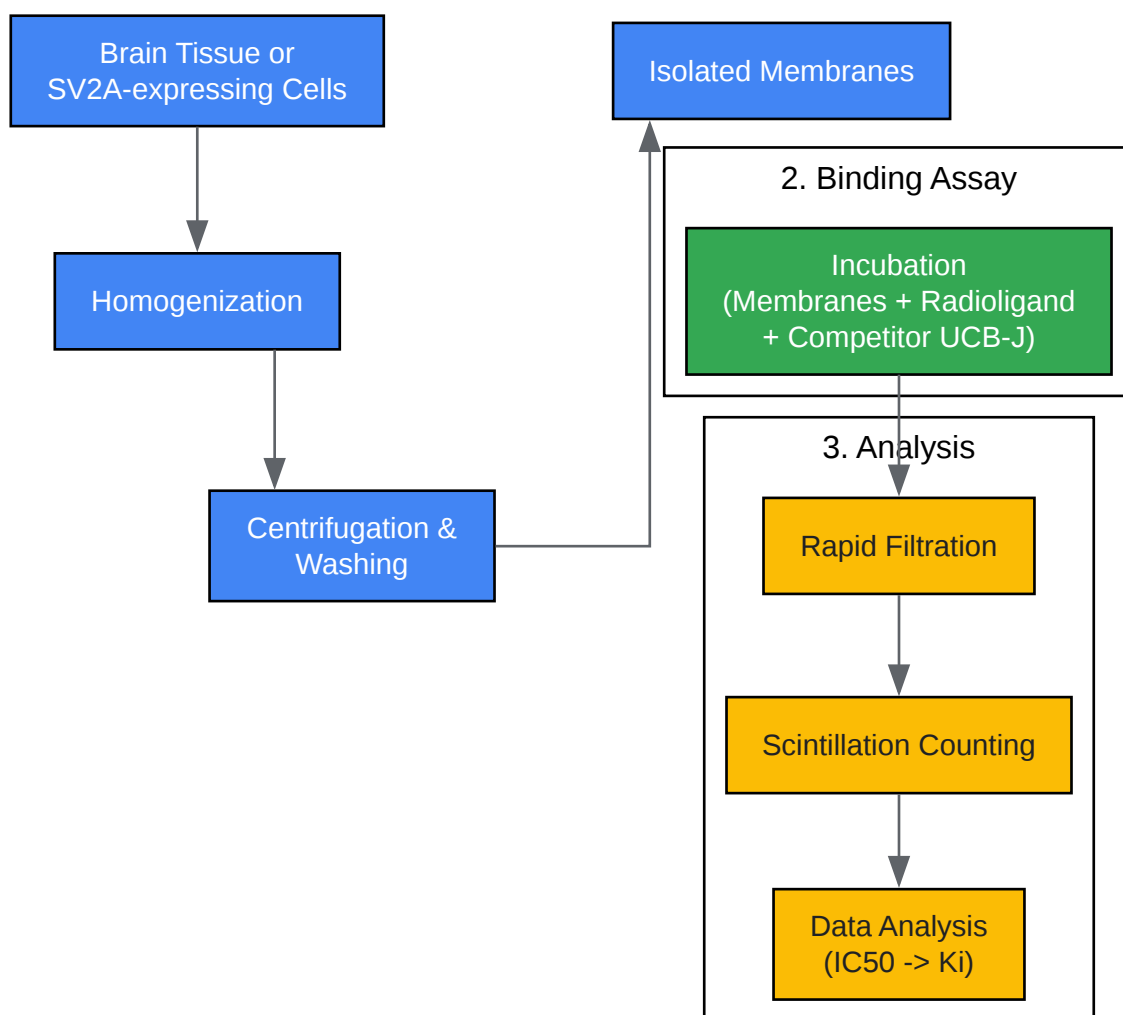 Brain Tissue or
SV2A-expressing Cells
Homogenization
Centrifugation &
Washing
Isolated Membranes
2. Binding Assay
Incubation
(Membranes + Radioligand
+ Competitor UCB-J)
3. Analysis
Rapid Filtration
Scintillation Counting
Data Analysis
(IC50 -> Ki)